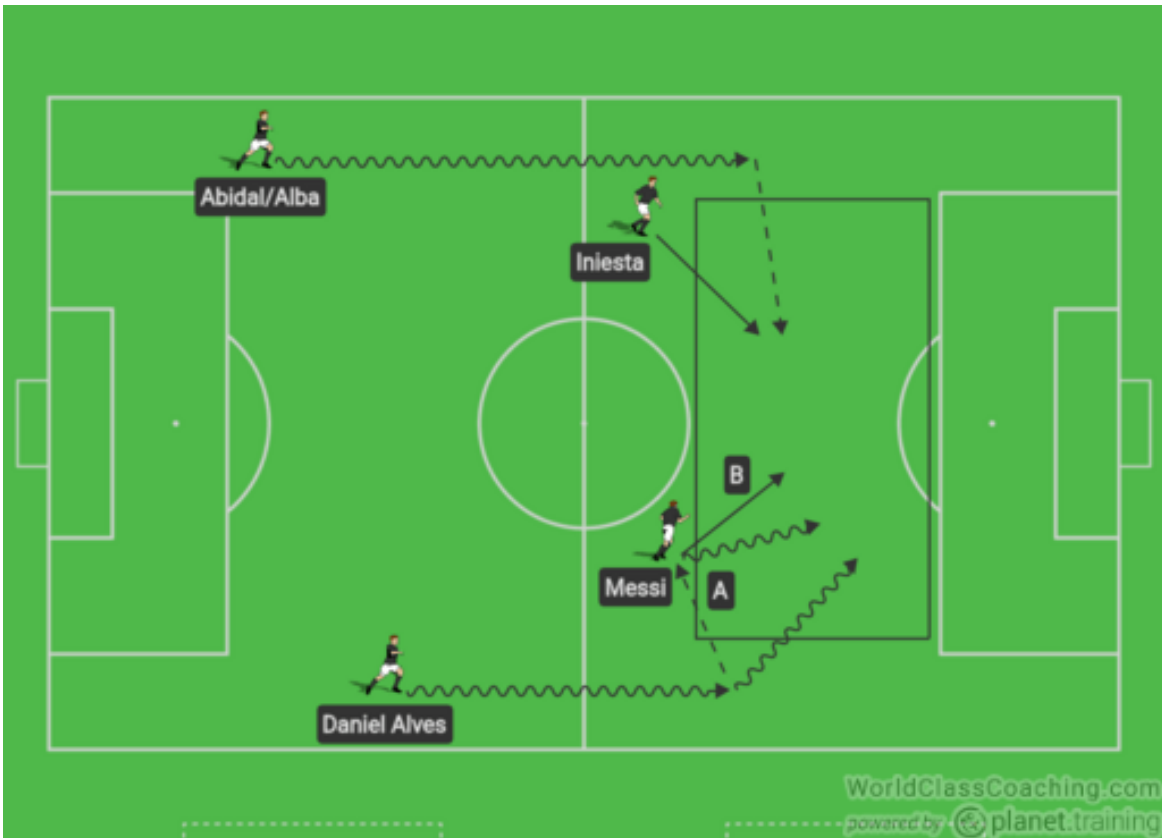 Abidal/Alba
Iniesta
B
Messi
A
Daniel Alves
WorldClassCoaching.com
powered by planet.training